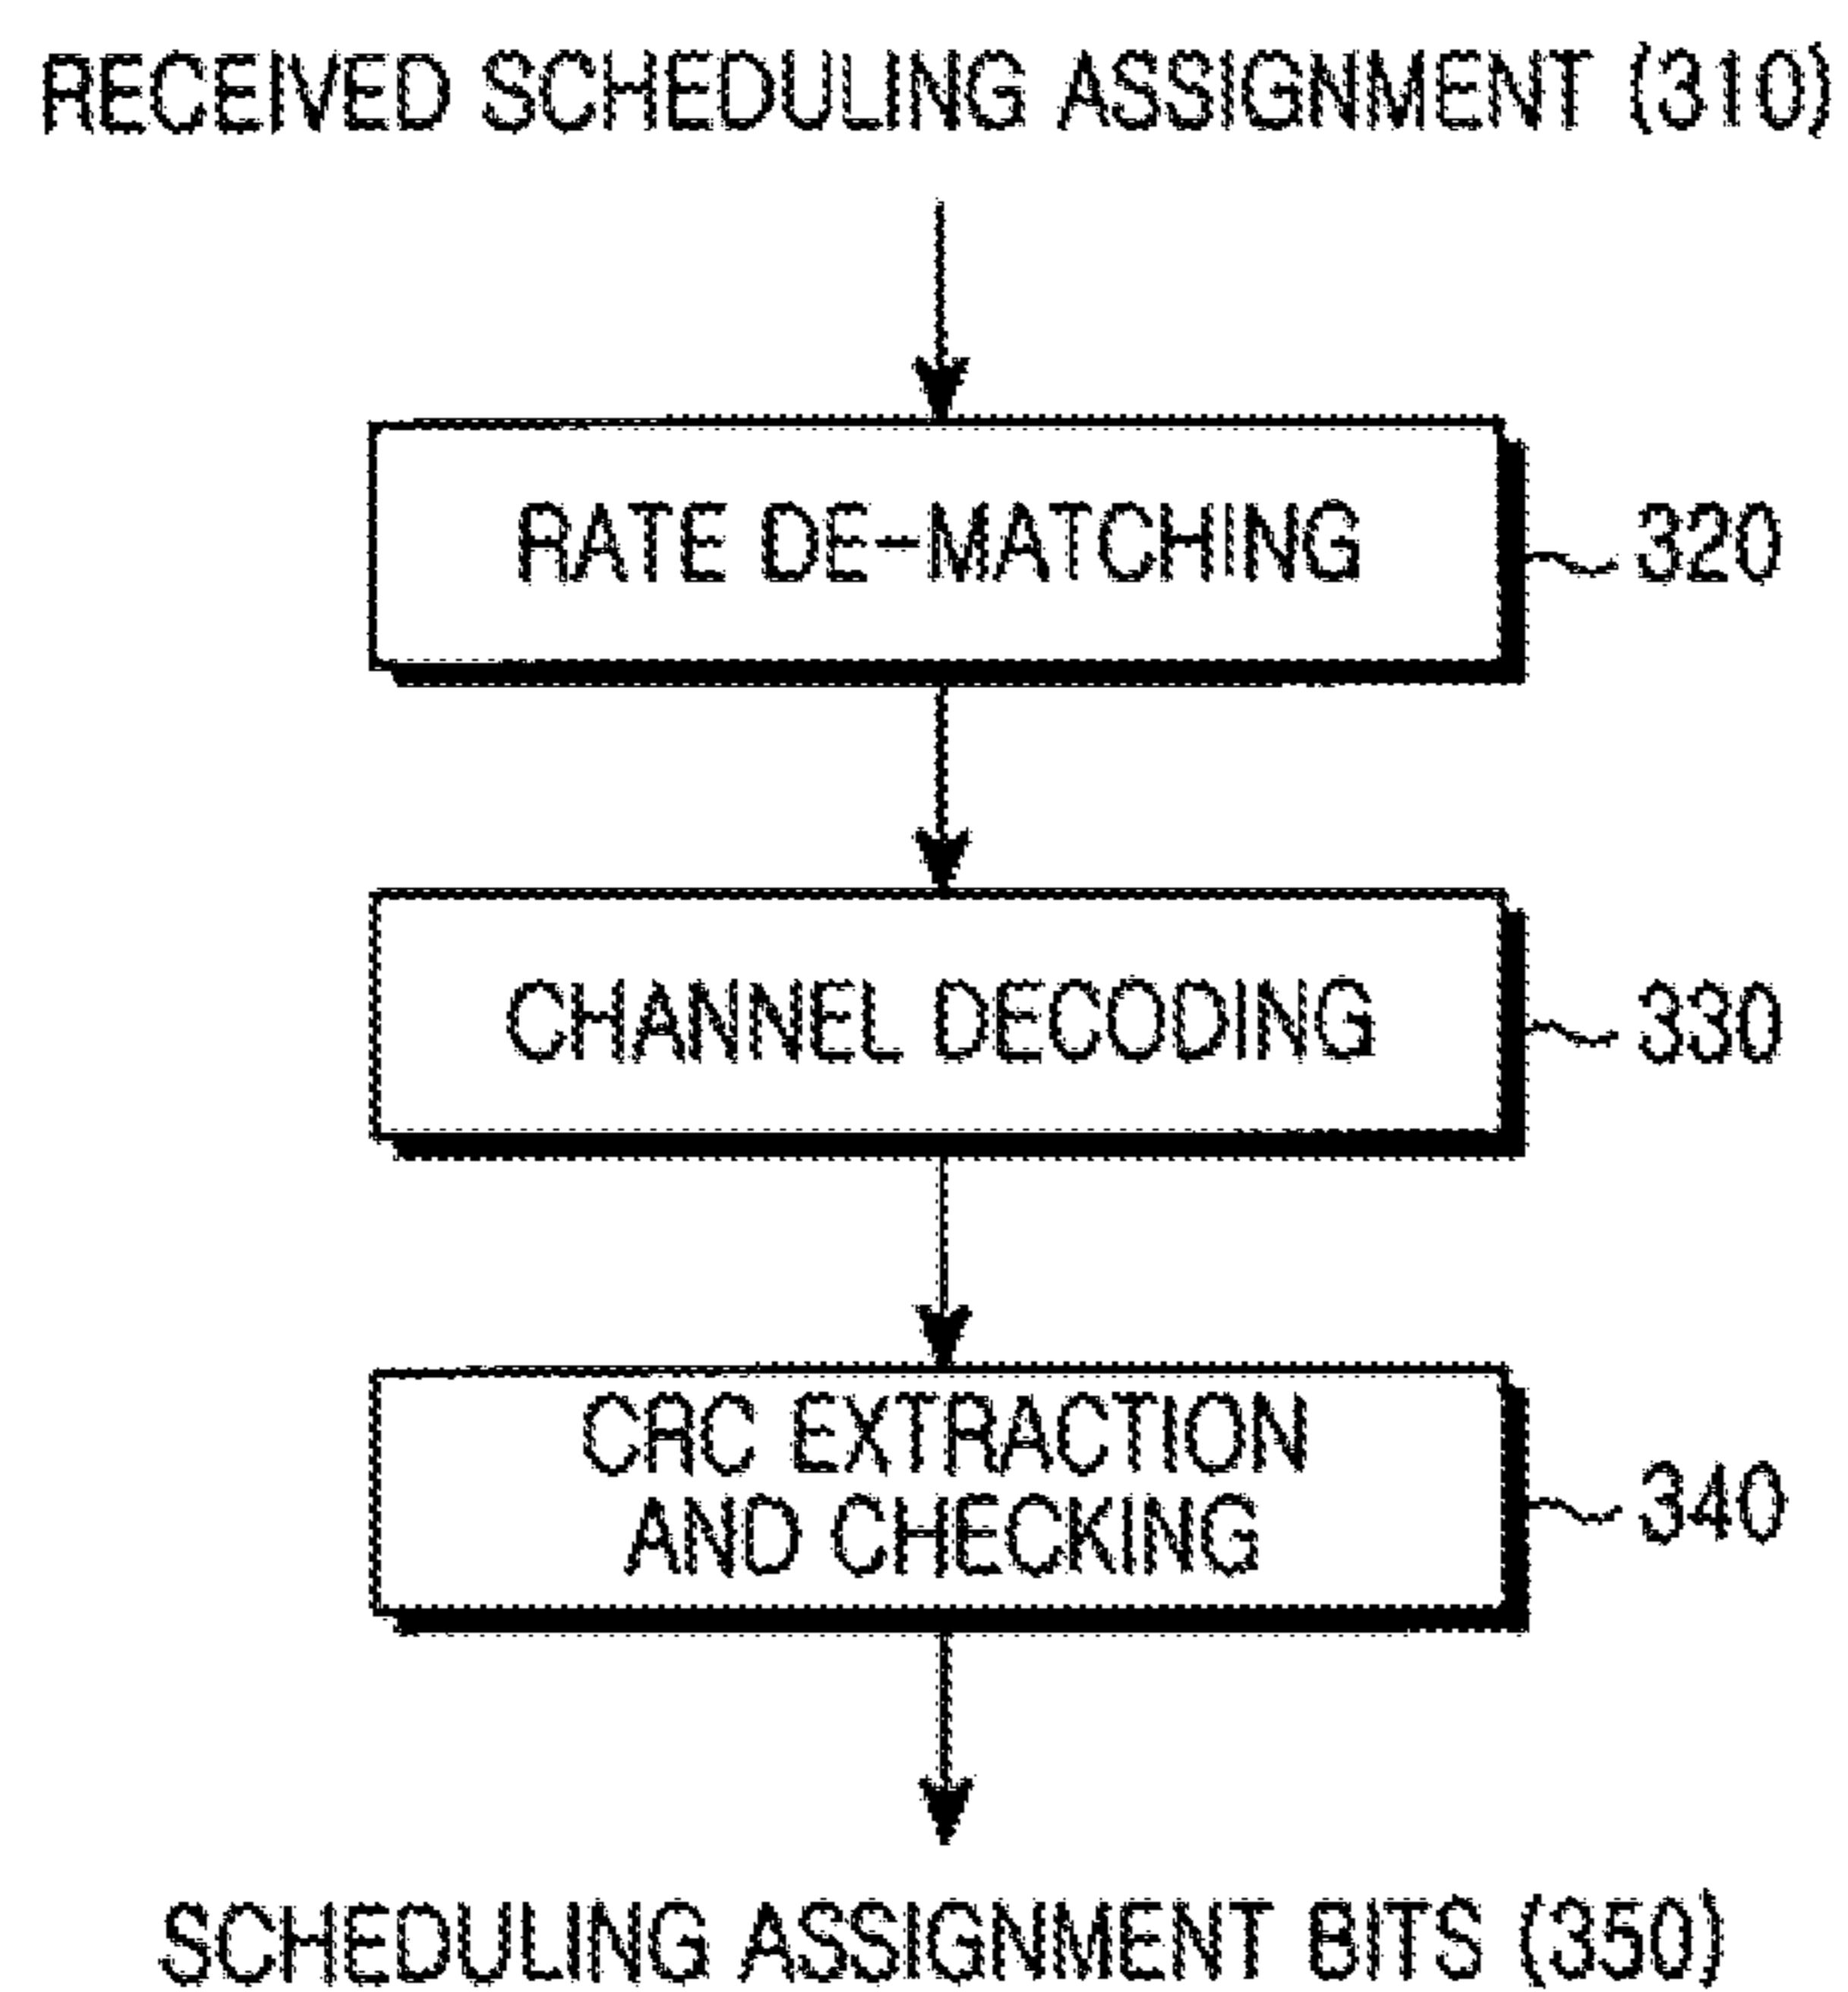 RECEIVED SCHEDULING ASSIGNMENT (310)
RATE DE-MATCHING
320
CHANNEL DECODING
330
CRC EXTRACTION
AND CHECKING
340
SCHEDULING ASSIGNMENT BITS (350)